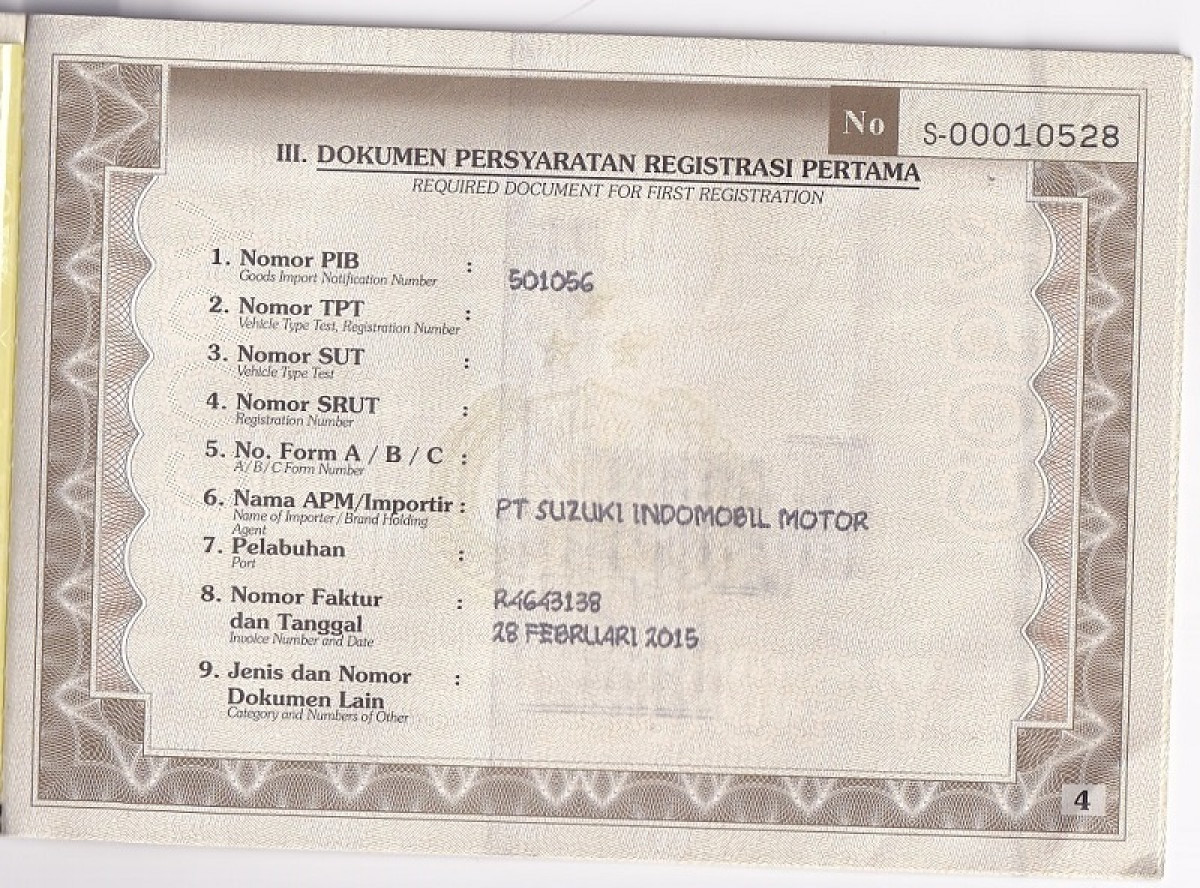 No S-00010528
III. DOKUMEN PERSYARATAN REGISTRASI PERTAMA
REQUIRED DOCUMENT FOR FIRST REGISTRATION
1. Nomor PIB : 501056
Goods Import Notification Number
2. Nomor TPT :
Vehicle Type Test, Registration Number
3. Nomor SUT :
Vehicle Type Test
4. Nomor SRUT :
Registration Number
5. No. Form A / B / C :
A / B / C Form Number
6. Nama APM/Importir : PT SUZUKI INDOMOBIL MOTOR
Name of Importer / Brand Holding
Agent
7. Pelabuhan :
Port
8. Nomor Faktur : R4643138
dan Tanggal 28 FEBRUARI 2015
Invoice Number and Date
9. Jenis dan Nomor :
Dokumen Lain
Category and Numbers of Other
4